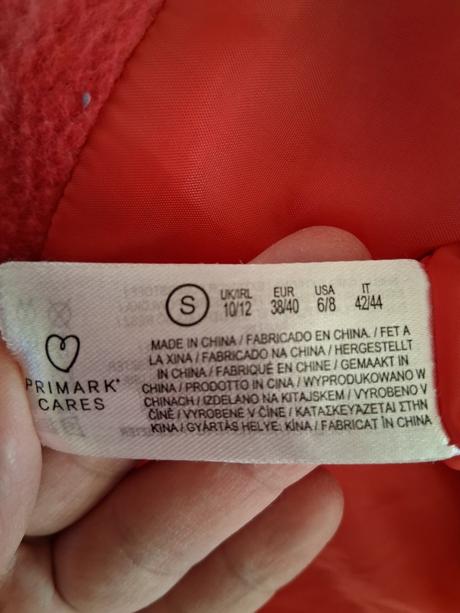 S
UK/IRL EUR USA IT
10/12 38/40 6/8 42/44
PRIMARK®
CARES
MADE IN CHINA / FABRICADO EN CHINA. / FET A
LA XINA / FABRICADO NA CHINA / HERGESTELLT
IN CHINA / FABRIQUÉ EN CHINE / GEMAAKT IN
CHINA / PRODOTTO IN CINA / WYPRODUKOWANO W
CHINACH / IZDELANO NA KITAJSKEM / VYROBENO V
ČÍNĚ / VYROBENÉ V ČÍNE / ΚΑΤΑΣΚΕΥΑΖΕΤΑΙ ΣΤΗΝ
ΚΙΝΑ / GYÁRTÁS HELYE: KÍNA / FABRICAT ÎN CHINA